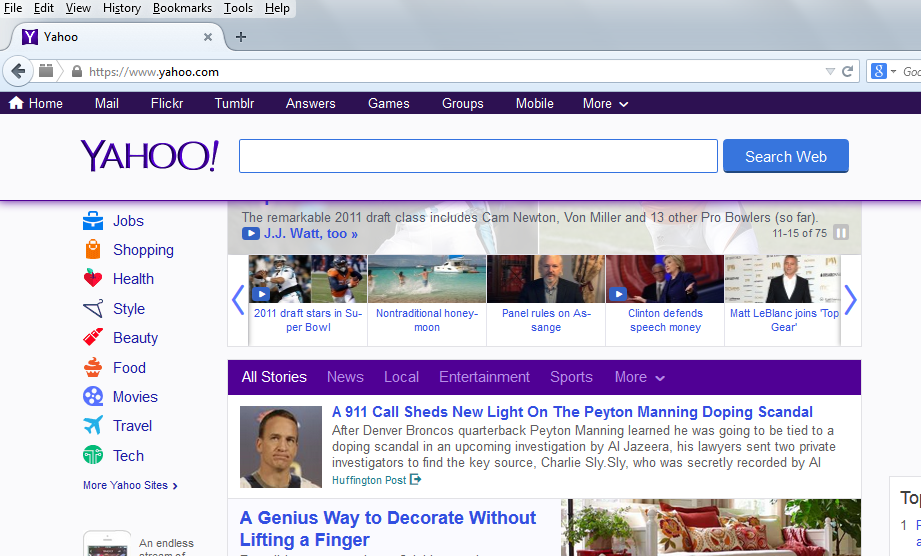 File Edit View History Bookmarks Tools Help
Yahoo
https://www.yahoo.com
Home Mail Flickr Tumblr Answers Games Groups Mobile More
YAHOO!
Search Web
Jobs
Shopping
Health
Style
Beauty
Food
Movies
Travel
Tech
More Yahoo Sites
An endless
The remarkable 2011 draft class includes Cam Newton, Von Miller and 13 other Pro Bowlers (so far).
J.J. Watt, too »
11-15 of 75
2011 draft stars in Su-
per Bowl
Nontraditional honey-
moon
Panel rules on As-
sange
Clinton defends
speech money
Matt LeBlanc joins 'Top
Gear'
All Stories News Local Entertainment Sports More
A 911 Call Sheds New Light On The Peyton Manning Doping Scandal
After Denver Broncos quarterback Peyton Manning learned he was going to be tied to a
doping scandal in an upcoming investigation by Al Jazeera, his lawyers sent two private
investigators to find the key source, Charlie Sly.Sly, who was secretly recorded by Al
Huffington Post
A Genius Way to Decorate Without
Lifting a Finger
Top
1